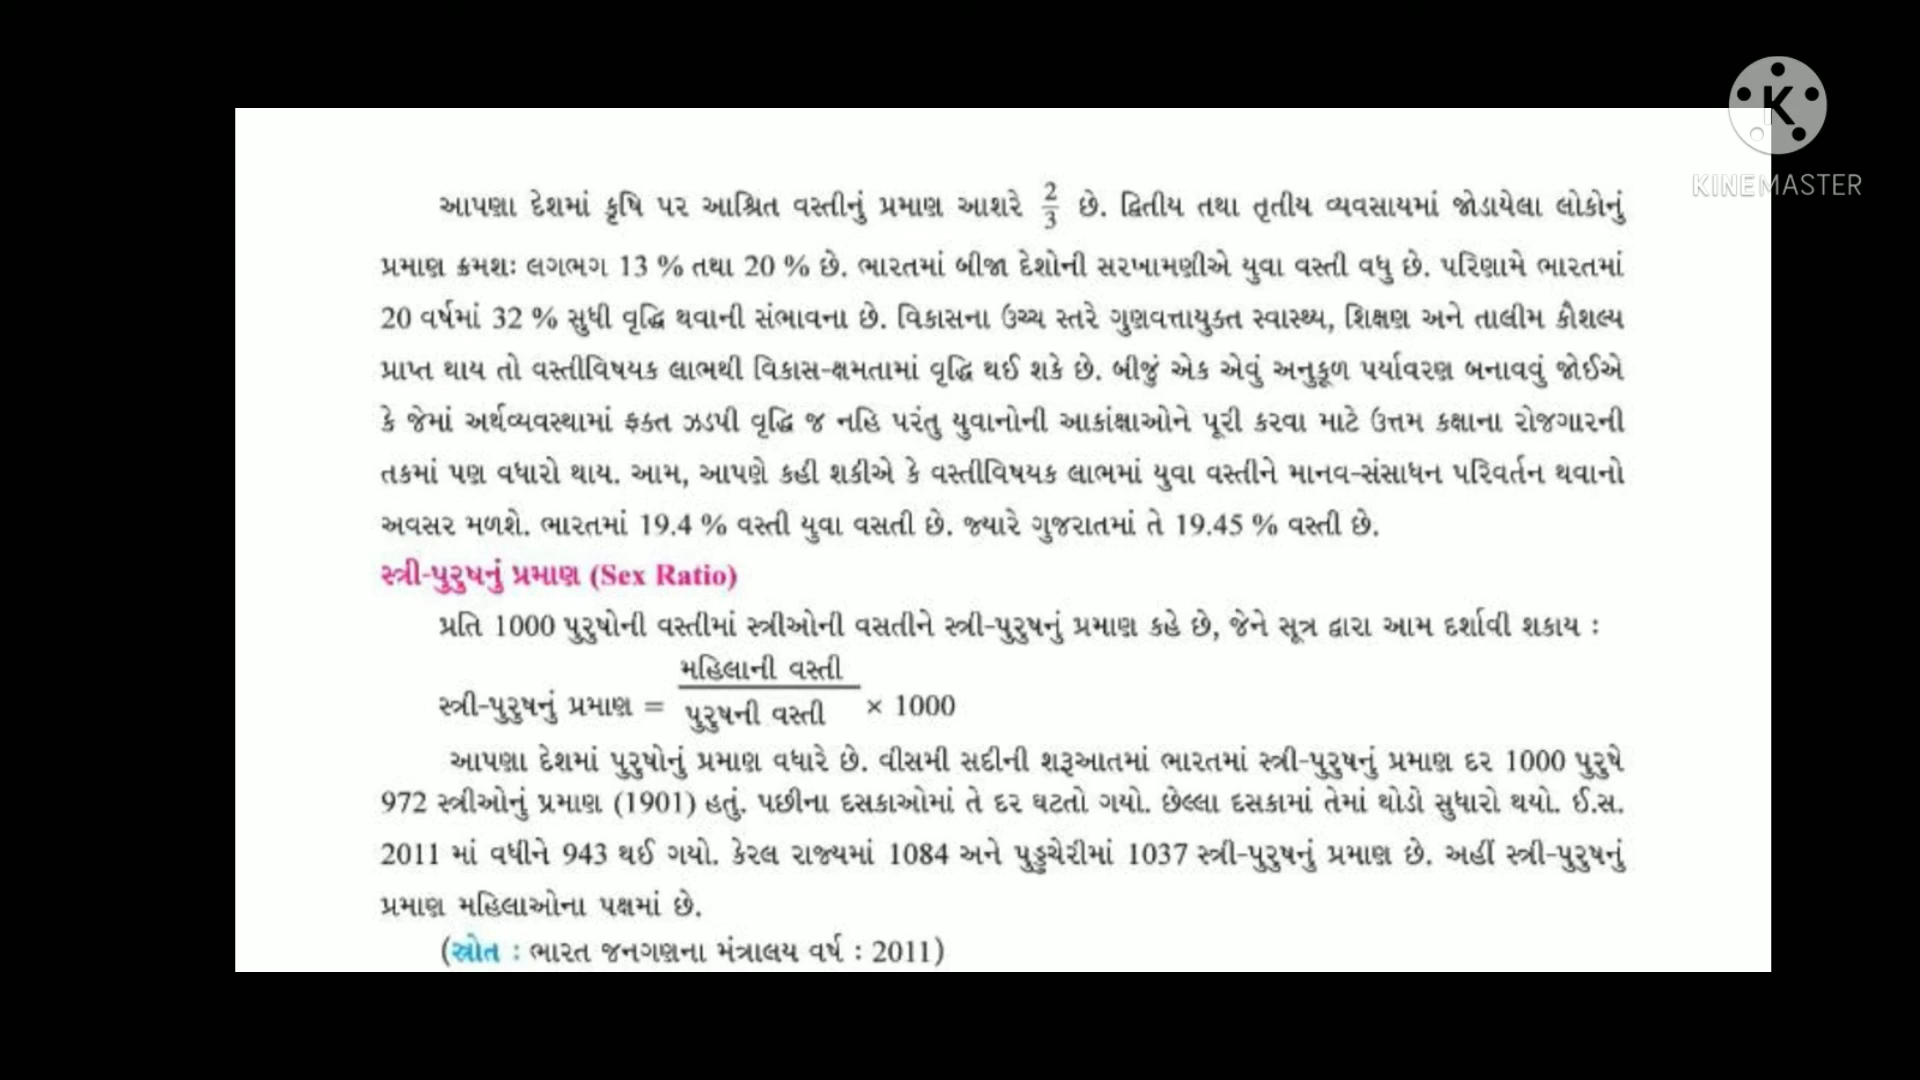 KINEMASTER
આપણા દેશમાં કૃષિ પર આશ્રિત વસ્તીનું પ્રમાણ આશરે 2/3 છે. દ્વિતીય તથા તૃતીય વ્યવસાયમાં જોડાયેલા લોકોનું
પ્રમાણ ક્રમશઃ લગભગ 13 % તથા 20 % છે. ભારતમાં બીજા દેશોની સરખામણીએ યુવા વસ્તી વધુ છે. પરિણામે ભારતમાં
20 વર્ષમાં 32 % સુધી વૃદ્ધિ થવાની સંભાવના છે. વિકાસના ઉચ્ચ સ્તરે ગુણવત્તાયુક્ત સ્વાસ્થ્ય, શિક્ષણ અને તાલીમ કૌશલ્ય
પ્રાપ્ત થાય તો વસ્તીવિષયક લાભથી વિકાસ-ક્ષમતામાં વૃદ્ધિ થઈ શકે છે. બીજું એક એવું અનુકૂળ પર્યાવરણ બનાવવું જોઈએ
કે જેમાં અર્થવ્યવસ્થામાં ફક્ત ઝડપી વૃદ્ધિ જ નહિ પરંતુ યુવાનોની આકાંક્ષાઓને પૂરી કરવા માટે ઉત્તમ કક્ષાના રોજગારની
તકમાં પણ વધારો થાય. આમ, આપણે કહી શકીએ કે વસ્તીવિષયક લાભમાં યુવા વસ્તીને માનવ-સંસાધન પરિવર્તન થવાનો
અવસર મળશે. ભારતમાં 19.4 % વસ્તી યુવા વસતી છે. જ્યારે ગુજરાતમાં તે 19.45 % વસ્તી છે.
સ્ત્રી-પુરુષનું પ્રમાણ (Sex Ratio)
પ્રતિ 1000 પુરુષોની વસ્તીમાં સ્ત્રીઓની વસતીને સ્ત્રી-પુરુષનું પ્રમાણ કહે છે, જેને સૂત્ર દ્વારા આમ દર્શાવી શકાય :
મહિલાની વસ્તી
સ્ત્રી-પુરુષનું પ્રમાણ = પુરુષની વસ્તી × 1000
આપણા દેશમાં પુરુષોનું પ્રમાણ વધારે છે. વીસમી સદીની શરૂઆતમાં ભારતમાં સ્ત્રી-પુરુષનું પ્રમાણ દર 1000 પુરુષે
972 સ્ત્રીઓનું પ્રમાણ (1901) હતું. પછીના દસકાઓમાં તે દર ઘટતો ગયો. છેલ્લા દસકામાં તેમાં થોડો સુધારો થયો. ઈ.સ.
2011 માં વધીને 943 થઈ ગયો. કેરલ રાજ્યમાં 1084 અને પુડુચેરીમાં 1037 સ્ત્રી-પુરુષનું પ્રમાણ છે. અહીં સ્ત્રી-પુરુષનું
પ્રમાણ મહિલાઓના પક્ષમાં છે.
(સ્રોત : ભારત જનગણના મંત્રાલય વર્ષ : 2011)